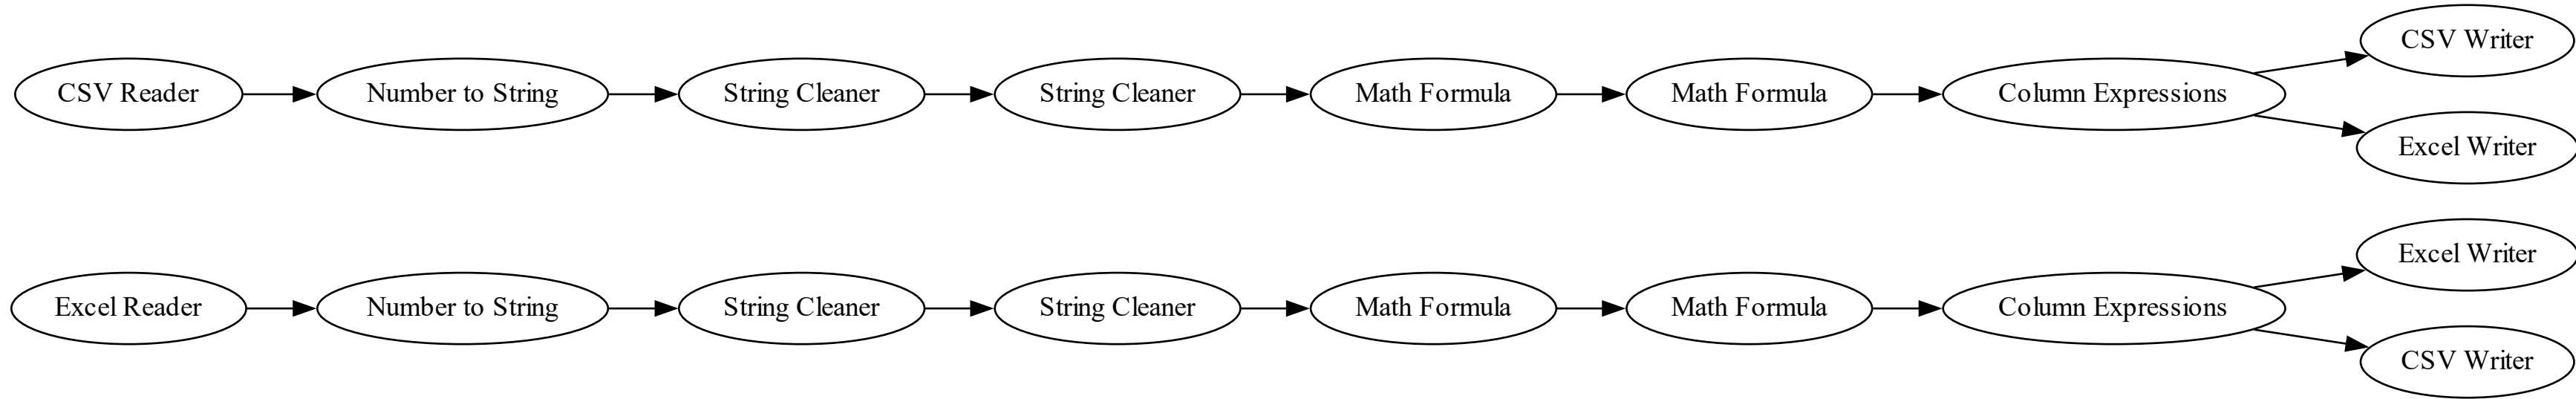 CSV Writer
CSV Reader
Number to String
String Cleaner
String Cleaner
Math Formula
Math Formula
Column Expressions
Excel Writer
Excel Writer
Excel Reader
Number to String
String Cleaner
String Cleaner
Math Formula
Math Formula
Column Expressions
CSV Writer